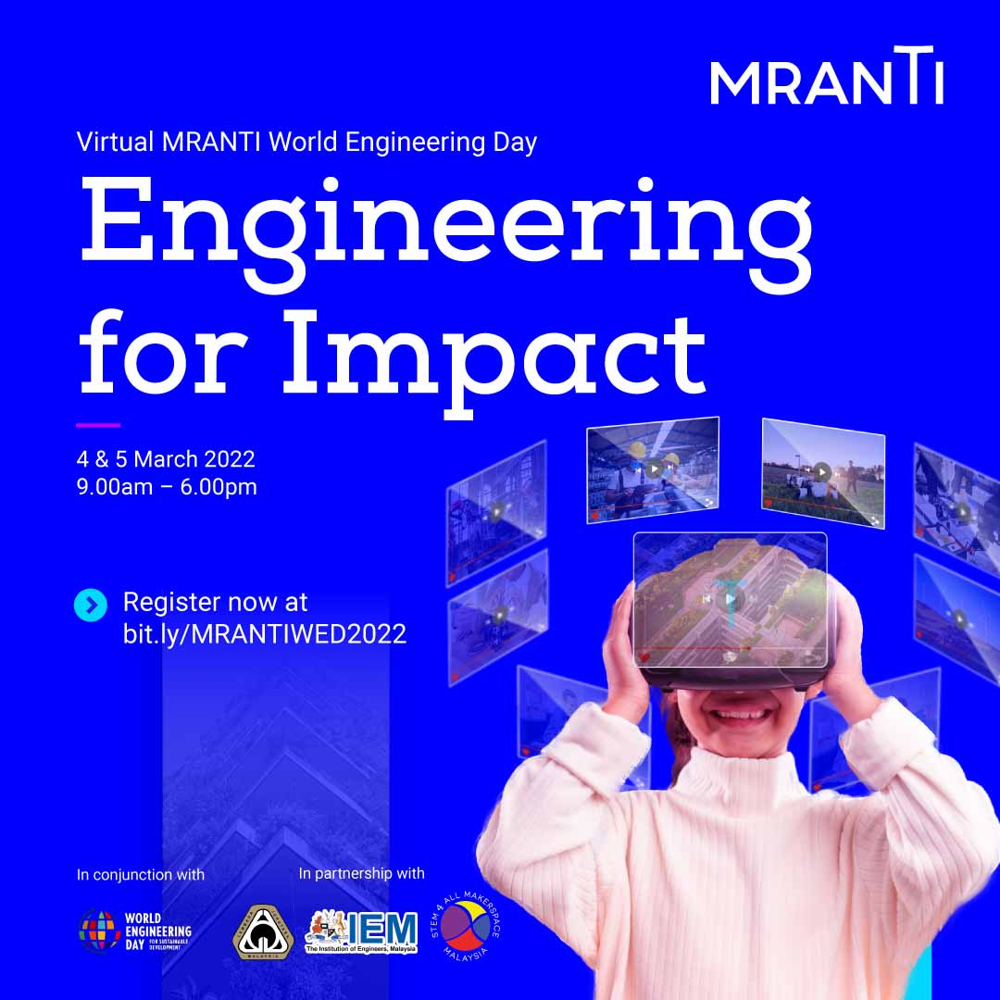 MRANTI
Virtual MRANTI World Engineering Day
Engineering
for Impact
4 & 5 March 2022
9.00am – 6.00pm
Register now at
bit.ly/MRANTIWED2022
In conjunction with
In partnership with
WORLD
ENGINEERING
DAY FOR SUSTAINABLE
DEVELOPMENT
MALAYSIA
IEM
The Institution of Engineers, Malaysia
STEM 4 ALL MAKERSPACE
MALAYSIA